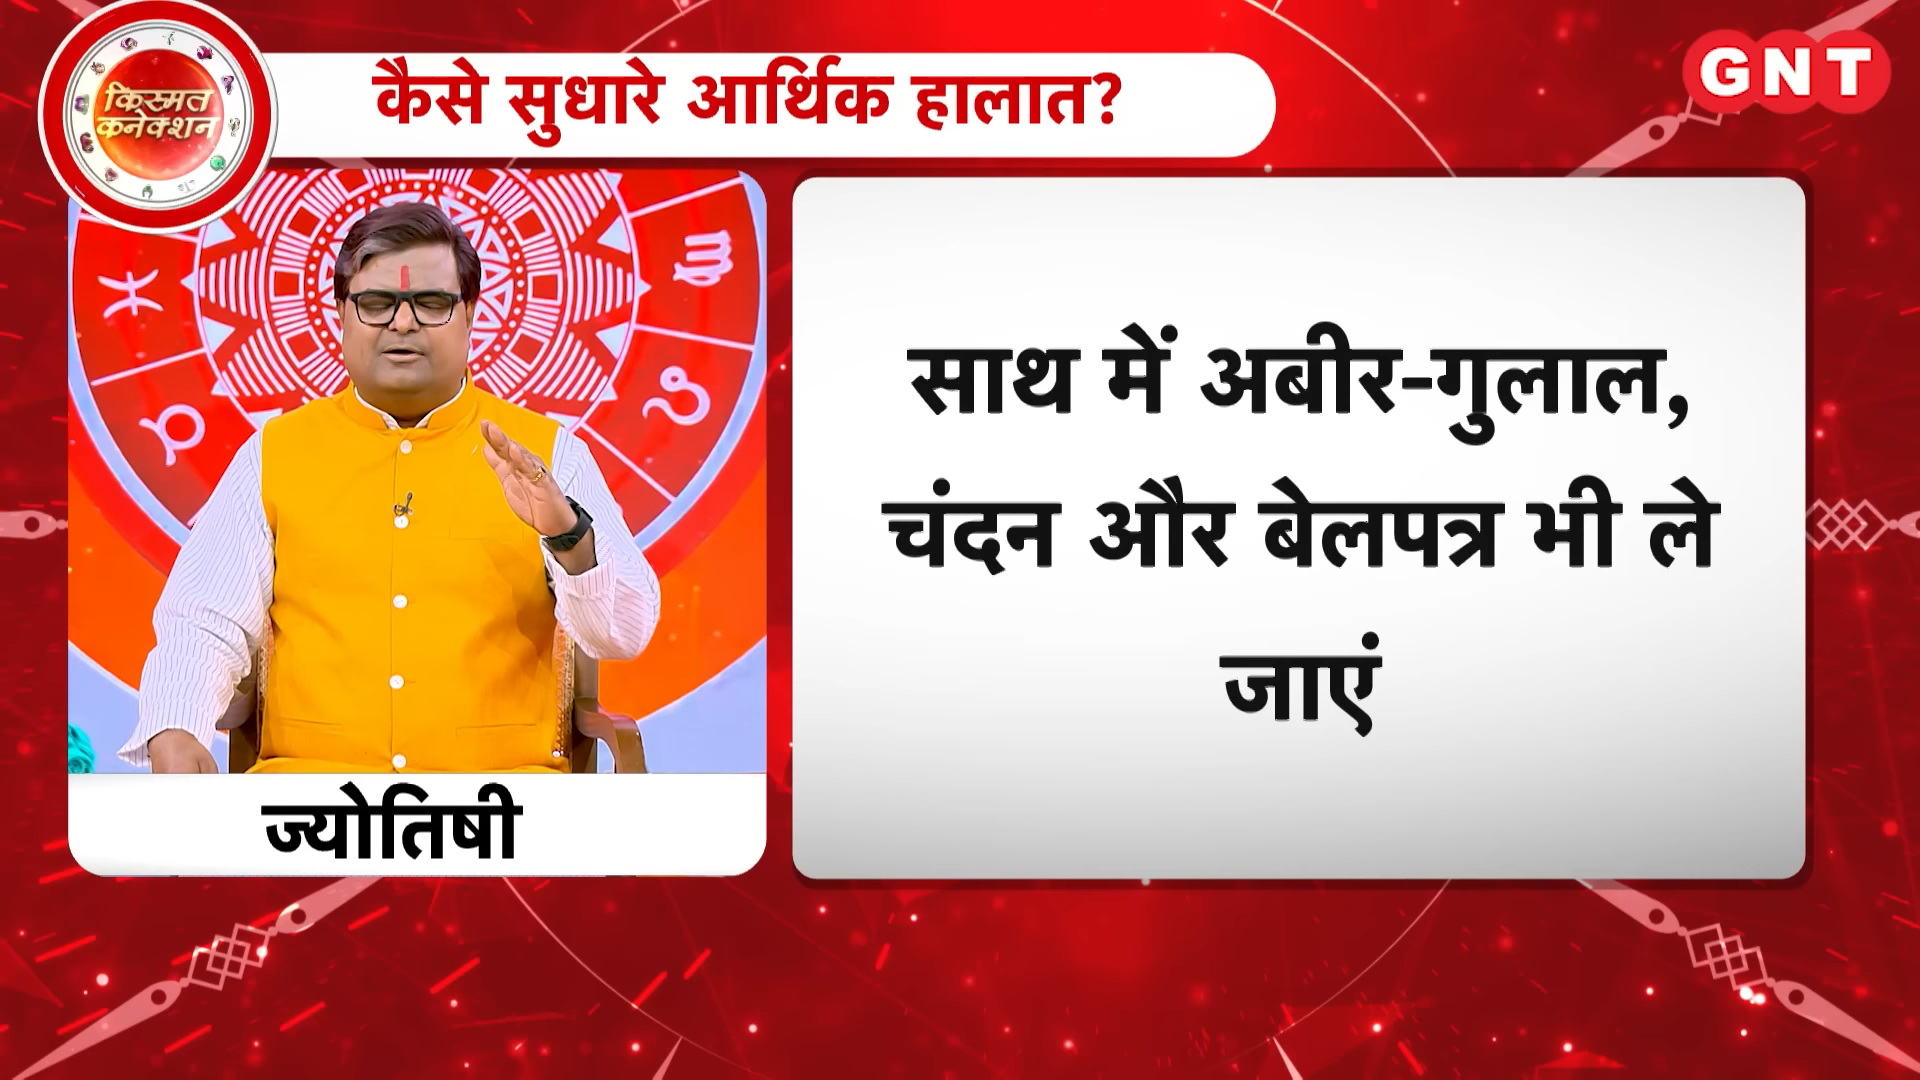 किस्मत
कनेक्शन
कैसे सुधारे आर्थिक हालात?
GNT
साथ में अबीर-गुलाल,
चंदन और बेलपत्र भी ले
जाएं
ज्योतिषी